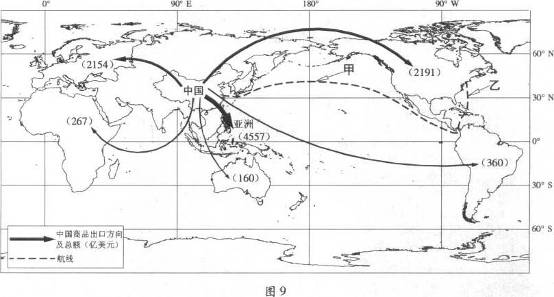 0° 90° E 180° 90° W
60° N
30° N
0°
30° S
60° S
(2154)
(2191)
甲
乙
中国
亚洲
(4557)
(267)
(160)
(360)
中国商品出口方向
及总额(亿美元)
航线
图9